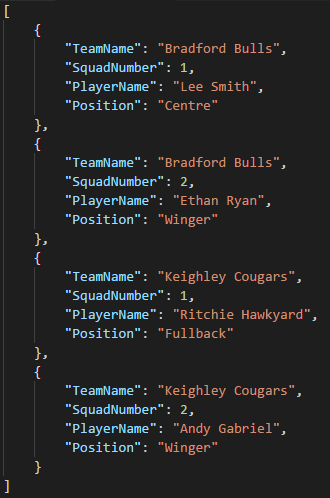 [
{
"TeamName": "Bradford Bulls",
"SquadNumber": 1,
"PlayerName": "Lee Smith",
"Position": "Centre"
},
{
"TeamName": "Bradford Bulls",
"SquadNumber": 2,
"PlayerName": "Ethan Ryan",
"Position": "Winger"
},
{
"TeamName": "Keighley Cougars",
"SquadNumber": 1,
"PlayerName": "Ritchie Hawkyard",
"Position": "Fullback"
},
{
"TeamName": "Keighley Cougars",
"SquadNumber": 2,
"PlayerName": "Andy Gabriel",
"Position": "Winger"
}
]